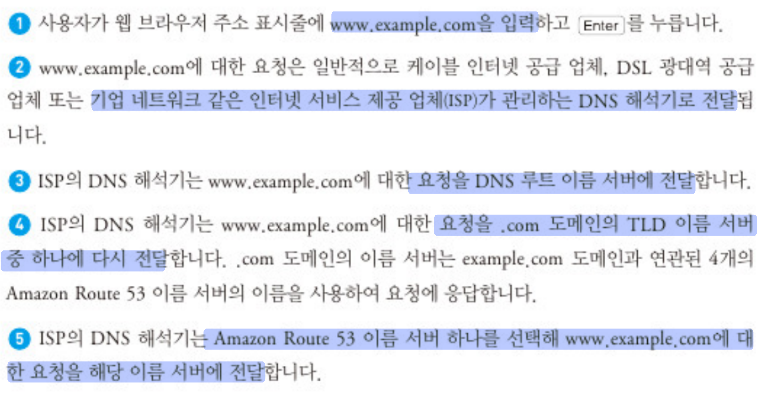 1 사용자가 웹 브라우저 주소 표시줄에 www.example.com을 입력하고 Enter를 누릅니다.
2 www.example.com에 대한 요청은 일반적으로 케이블 인터넷 공급 업체, DSL 광대역 공급
업체 또는 기업 네트워크 같은 인터넷 서비스 제공 업체(ISP)가 관리하는 DNS 해석기로 전달됩
니다.
3 ISP의 DNS 해석기는 www.example.com에 대한 요청을 DNS 루트 이름 서버에 전달합니다.
4 ISP의 DNS 해석기는 www.example.com에 대한 요청을 .com 도메인의 TLD 이름 서버
중 하나에 다시 전달합니다. .com 도메인의 이름 서버는 example.com 도메인과 연관된 4개의
Amazon Route 53 이름 서버의 이름을 사용하여 요청에 응답합니다.
5 ISP의 DNS 해석기는 Amazon Route 53 이름 서버 하나를 선택해 www.example.com에 대
한 요청을 해당 이름 서버에 전달합니다.